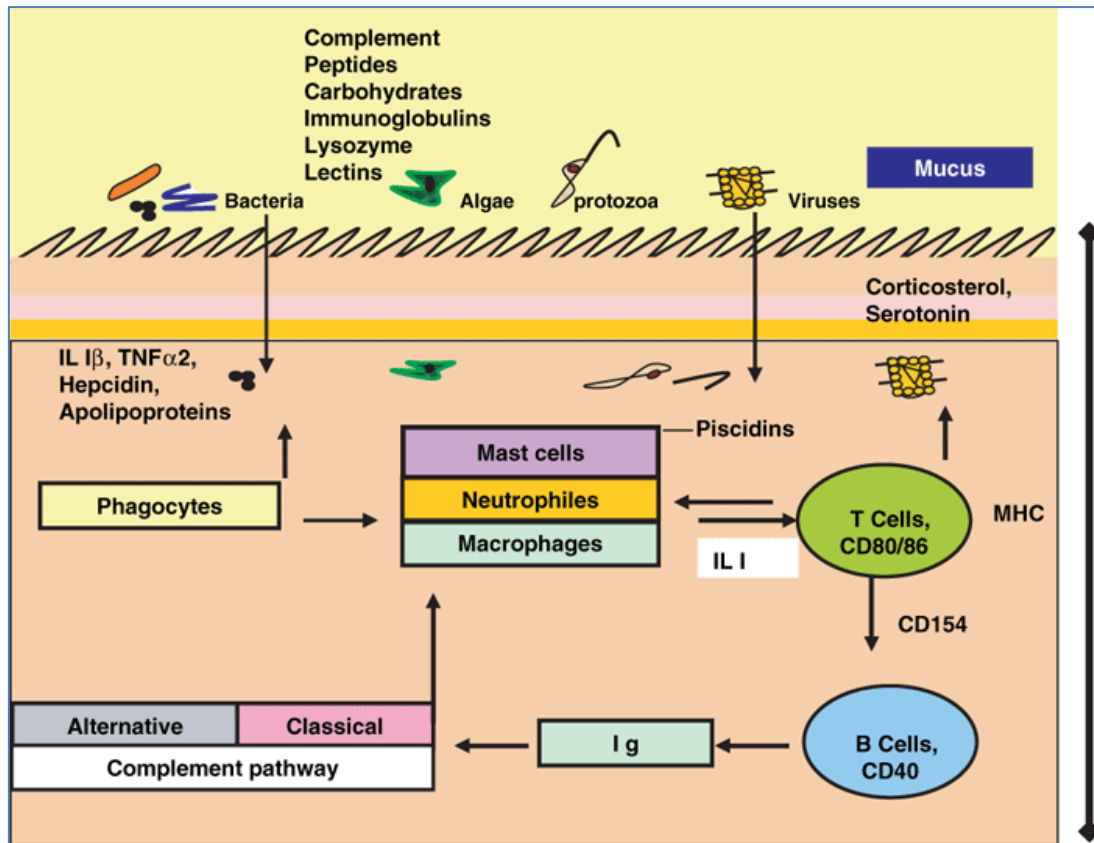 Complement
Peptides
Carbohydrates
Immunoglobulins
Lysozyme
Lectins
Mucus
Bacteria
Algae
protozoa
Viruses
Corticosterol,
Serotonin
IL Iβ, TNFα2,
Hepcidin,
Apolipoproteins
Piscidins
Mast cells
Phagocytes
Neutrophiles
Macrophages
T Cells,
CD80/86
MHC
IL I
CD154
Alternative
Classical
Complement pathway
I g
B Cells,
CD40